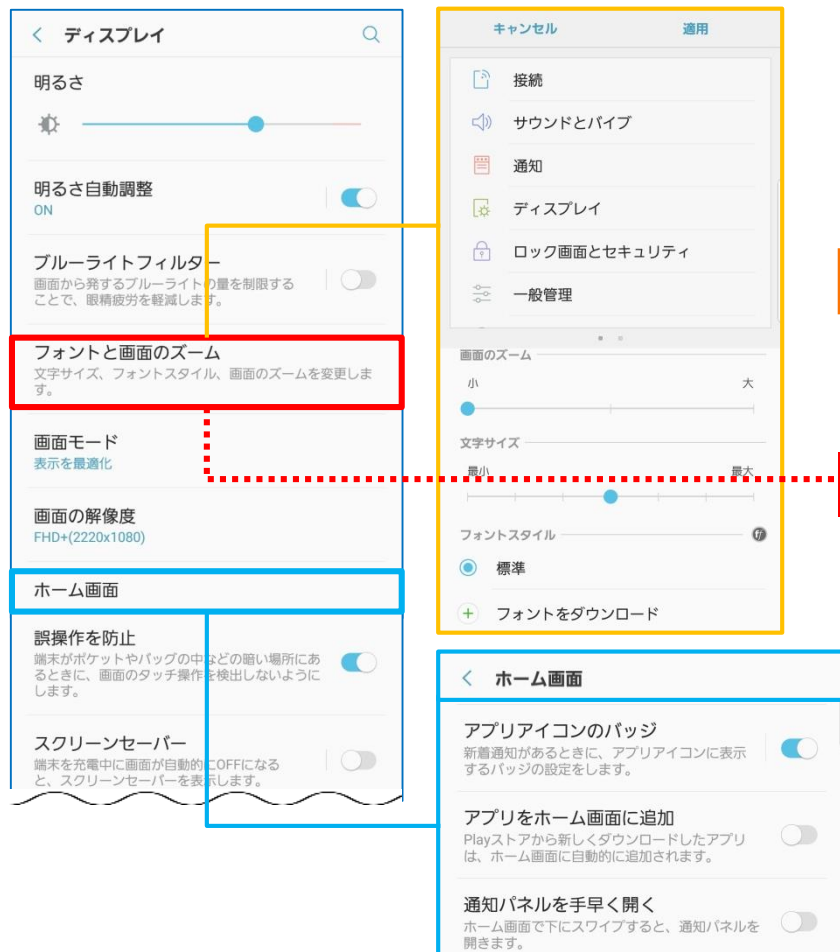 ディスプレイ
明るさ
明るさ自動調整
ON
ブルーライトフィルター
画面から発するブルーライトの量を制限する
ことで、眼精疲労を軽減します。
フォントと画面のズーム
文字サイズ、フォントスタイル、画面のズームを変更しま
す。
画面モード
表示を最適化
画面の解像度
FHD+(2220x1080)
ホーム画面
誤操作を防止
端末がポケットやバッグの中などの暗い場所にあ
るときに、画面のタッチ操作を検出しないように
します。
スクリーンセーバー
端末を充電中に画面が自動的にOFFになる
と、スクリーンセーバーを表示します。
キャンセル
適用
接続
サウンドとバイブ
通知
ディスプレイ
ロック画面とセキュリティ
一般管理
画面のズーム
小
大
文字サイズ
最小
最大
フォントスタイル
標準
フォントをダウンロード
ホーム画面
アプリアイコンのバッジ
新着通知があるときに、アプリアイコンに表示
するバッジの設定をします。
アプリをホーム画面に追加
Playストアから新しくダウンロードしたアプリ
は、ホーム画面に自動的に追加されます。
通知パネルを手早く開く
ホーム画面で下にスワイプすると、通知パネルを
開きます。